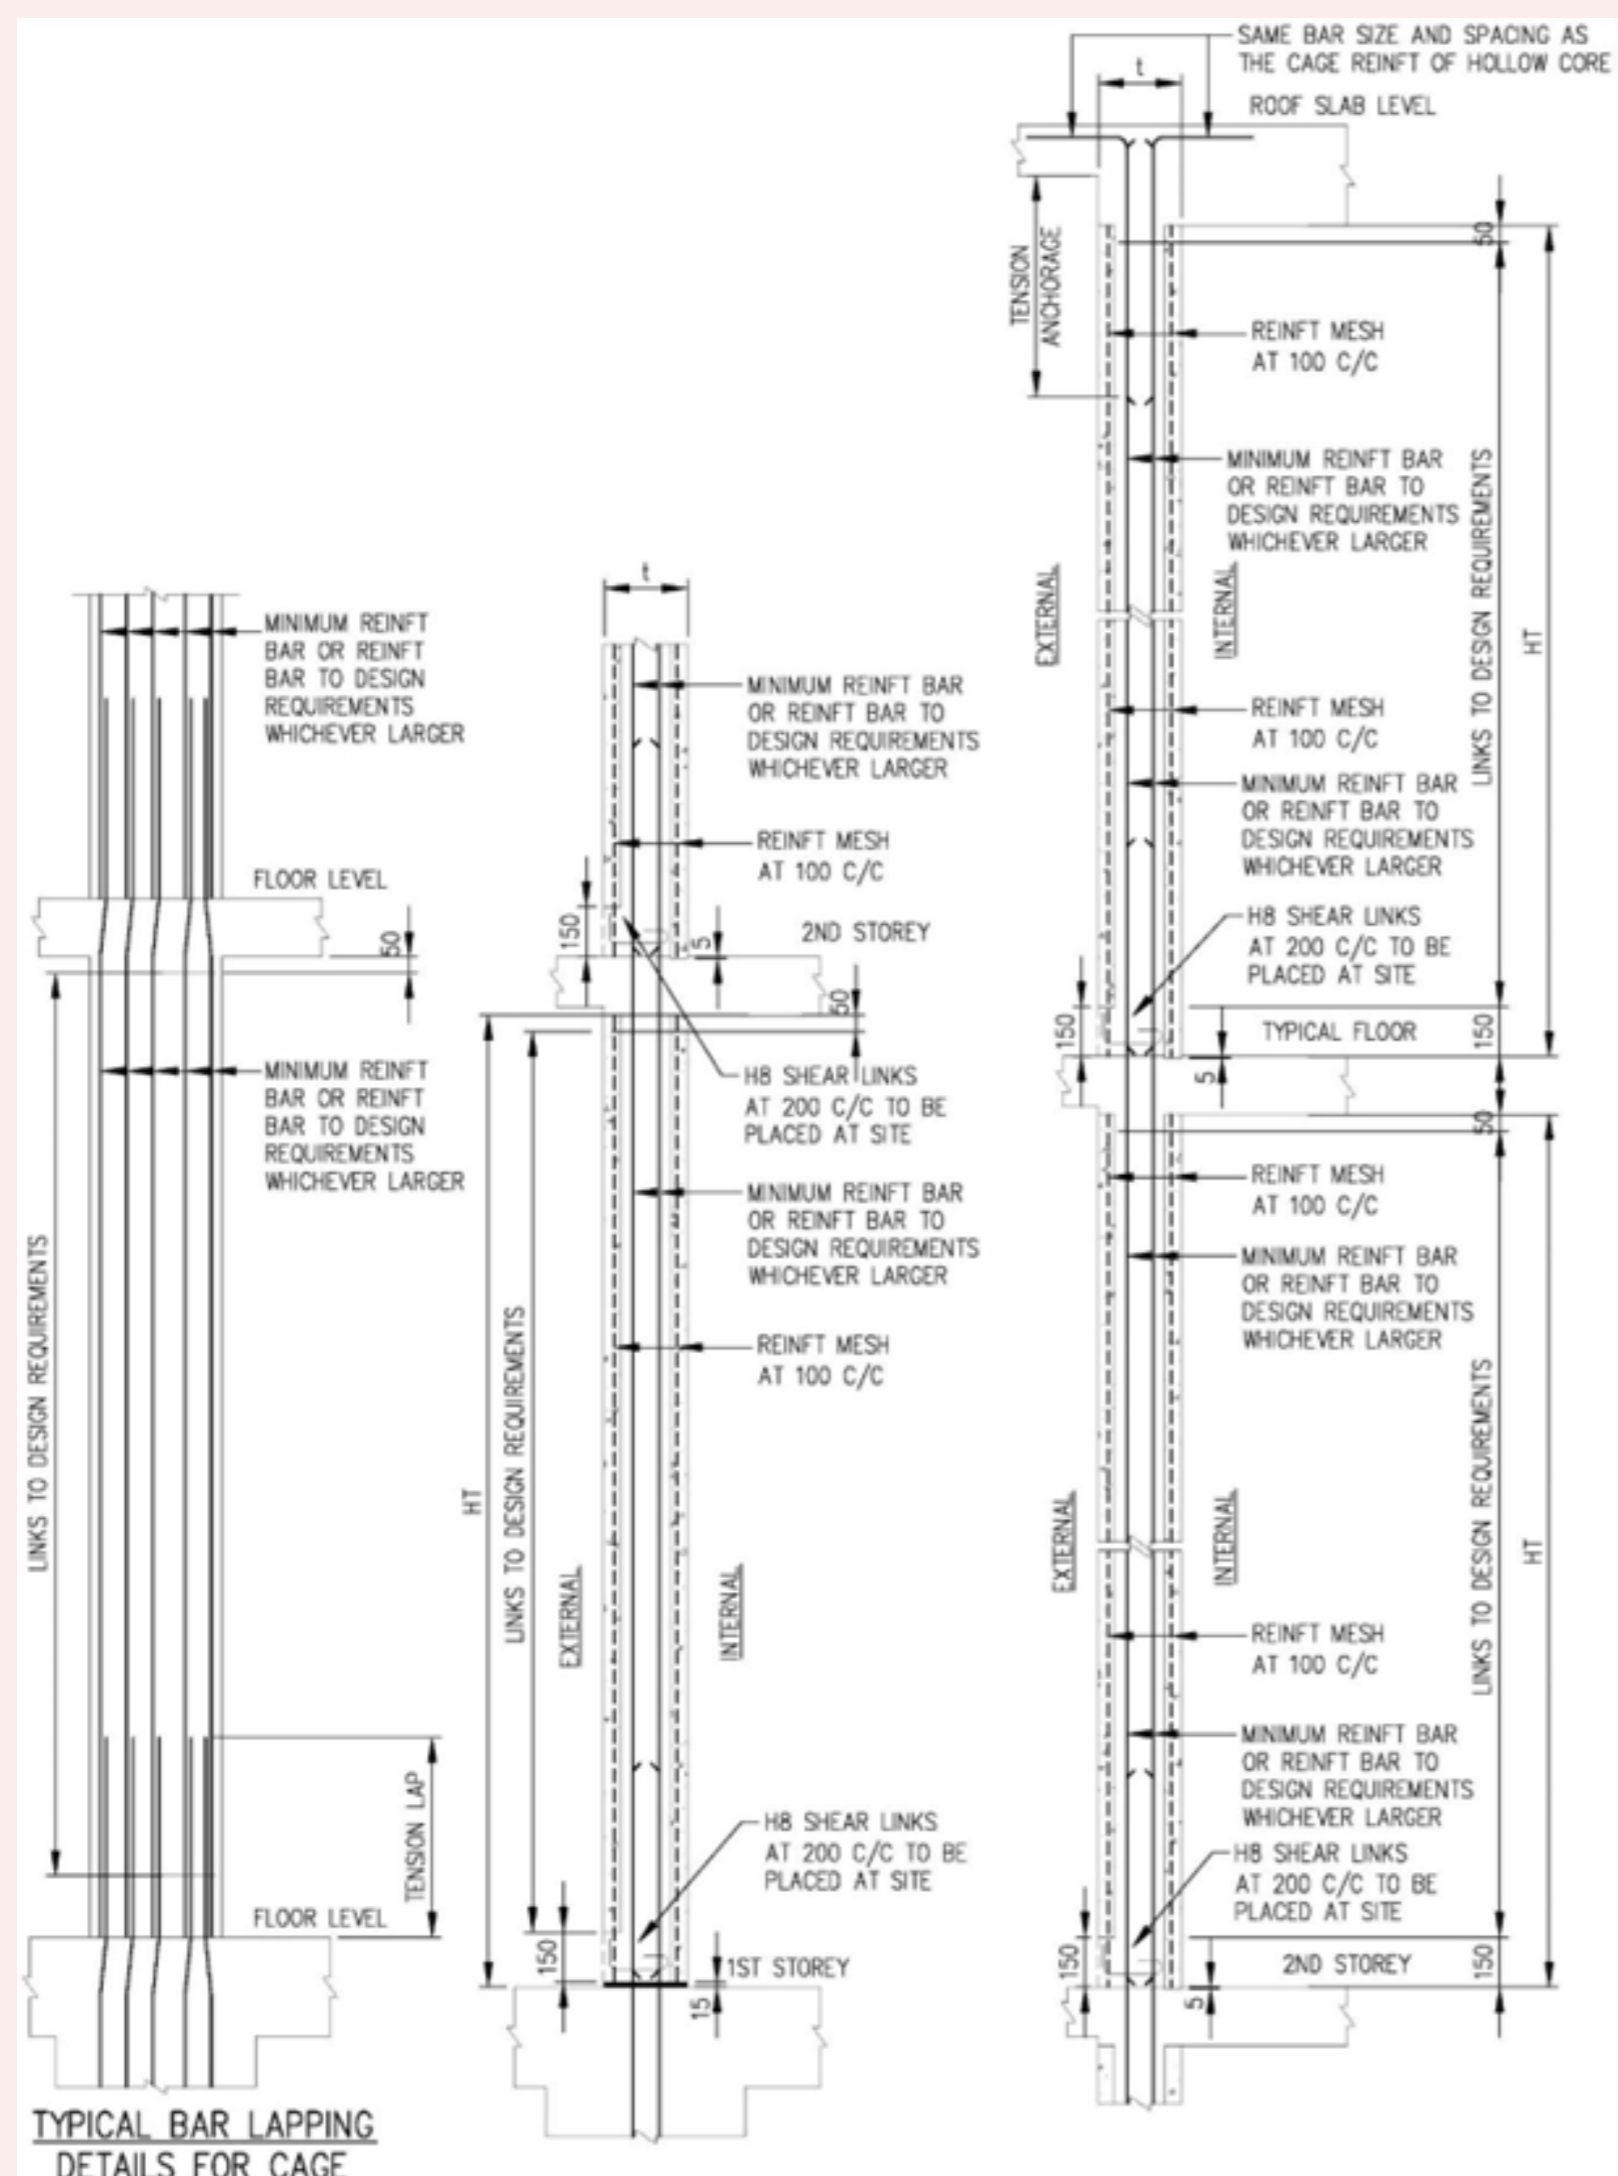 SAME BAR SIZE AND SPACING AS
THE CAGE REINFT OF HOLLOW CORE
t
ROOF SLAB LEVEL
50
TENSION
ANCHORAGE
REINFT MESH
AT 100 C/C
MINIMUM REINFT BAR
OR REINFT BAR TO
DESIGN REQUIREMENTS
WHICHEVER LARGER
LINKS TO DESIGN REQUIREMENTS
HT
EXTERNAL
INTERNAL
REINFT MESH
AT 100 C/C
MINIMUM REINFT BAR
OR REINFT BAR TO
DESIGN REQUIREMENTS
WHICHEVER LARGER
H8 SHEAR LINKS
AT 200 C/C TO BE
PLACED AT SITE
150
TYPICAL FLOOR
150
5
50
REINFT MESH
AT 100 C/C
MINIMUM REINFT BAR
OR REINFT BAR TO
DESIGN REQUIREMENTS
WHICHEVER LARGER
LINKS TO DESIGN REQUIREMENTS
HT
EXTERNAL
INTERNAL
REINFT MESH
AT 100 C/C
MINIMUM REINFT BAR
OR REINFT BAR TO
DESIGN REQUIREMENTS
WHICHEVER LARGER
H8 SHEAR LINKS
AT 200 C/C TO BE
PLACED AT SITE
150
2ND STOREY
150
5
t
MINIMUM REINFT BAR
OR REINFT BAR TO
DESIGN REQUIREMENTS
WHICHEVER LARGER
REINFT MESH
AT 100 C/C
150
5
2ND STOREY
50
H8 SHEAR LINKS
AT 200 C/C TO BE
PLACED AT SITE
MINIMUM REINFT BAR
OR REINFT BAR TO
DESIGN REQUIREMENTS
WHICHEVER LARGER
REINFT MESH
AT 100 C/C
HT
LINKS TO DESIGN REQUIREMENTS
EXTERNAL
INTERNAL
H8 SHEAR LINKS
AT 200 C/C TO BE
PLACED AT SITE
150
1ST STOREY
15
MINIMUM REINFT
BAR OR REINFT
BAR TO DESIGN
REQUIREMENTS
WHICHEVER LARGER
FLOOR LEVEL
50
MINIMUM REINFT
BAR OR REINFT
BAR TO DESIGN
REQUIREMENTS
WHICHEVER LARGER
LINKS TO DESIGN REQUIREMENTS
TENSION LAP
FLOOR LEVEL
TYPICAL BAR LAPPING
DETAILS FOR CAGE